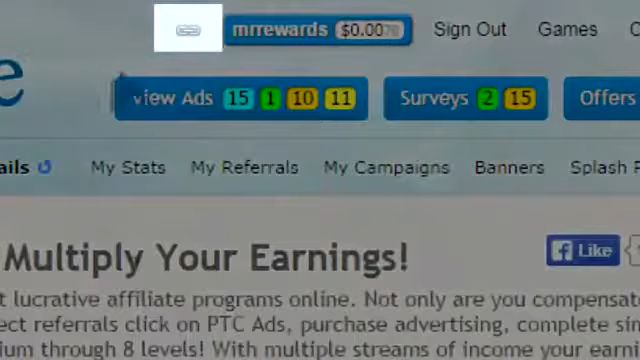 mrrewards $0.00 Sign Out Games
e
View Ads 15 1 10 11 Surveys 2 15 Offers
ails My Stats My Referrals My Campaigns Banners Splash P
Multiply Your Earnings! Like
t lucrative affiliate programs online. Not only are you compensat
ect referrals click on PTC Ads, purchase advertising, complete sim
ium through 8 levels! With multiple streams of income your earni